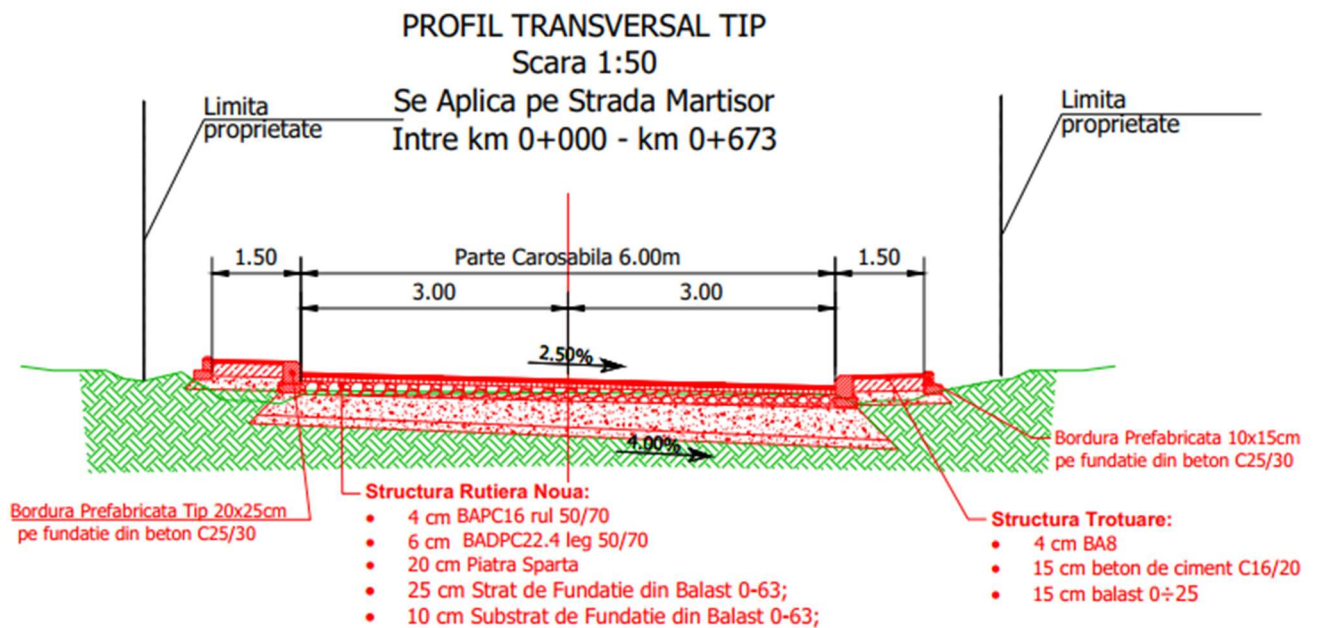 PROFIL TRANSVERSAL TIP
Scara 1:50
Se Aplica pe Strada Martisor
Intre km 0+000 - km 0+673
Limita
proprietate
Limita
proprietate
1.50
Parte Carosabila 6.00m
1.50
3.00
3.00
2.50%
4.00%
Bordura Prefabricata 10x15cm
pe fundatie din beton C25/30
Bordura Prefabricata Tip 20x25cm
pe fundatie din beton C25/30
Structura Rutiera Noua:
• 4 cm BAPC16 rul 50/70
• 6 cm BADPC22.4 leg 50/70
• 20 cm Piatra Sparta
• 25 cm Strat de Fundatie din Balast 0-63;
• 10 cm Substrat de Fundatie din Balast 0-63;
Structura Trotuare:
• 4 cm BA8
• 15 cm beton de ciment C16/20
• 15 cm balast 0÷25